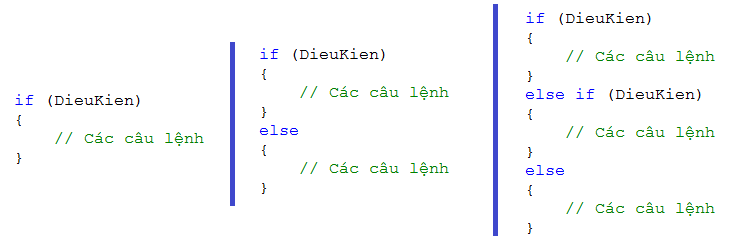 if (DieuKien)
{
// Các câu lệnh
}
if (DieuKien)
{
// Các câu lệnh
}
else
{
// Các câu lệnh
}
if (DieuKien)
{
// Các câu lệnh
}
else if (DieuKien)
{
// Các câu lệnh
}
else
{
// Các câu lệnh
}